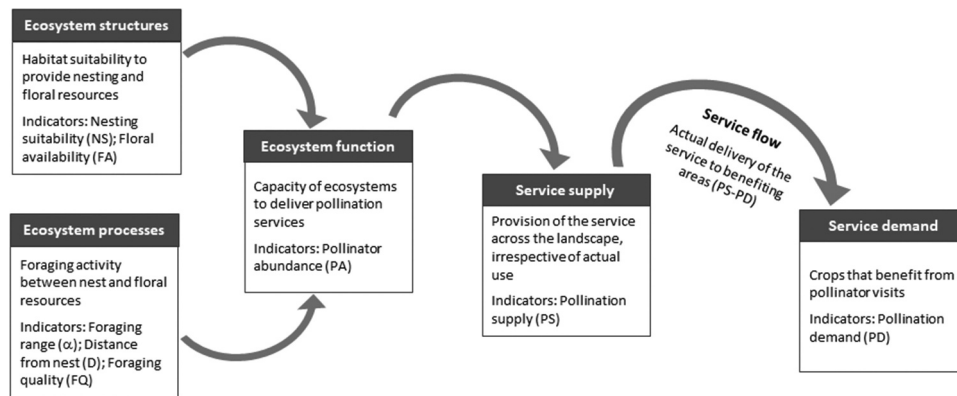 Ecosystem structures
Habitat suitability to
provide nesting and
floral resources
Indicators: Nesting
suitability (NS); Floral
availability (FA)
Ecosystem processes
Foraging activity
between nest and floral
resources
Indicators: Foraging
range (α); Distance
from nest (D); Foraging
quality (FQ)
Ecosystem function
Capacity of ecosystems
to deliver pollination
services
Indicators: Pollinator
abundance (PA)
Service supply
Provision of the service
across the landscape,
irrespective of actual
use
Indicators: Pollination
supply (PS)
Service flow
Actual delivery of the
service to benefiting
areas (PS-PD)
Service demand
Crops that benefit from
pollinator visits
Indicators: Pollination
demand (PD)